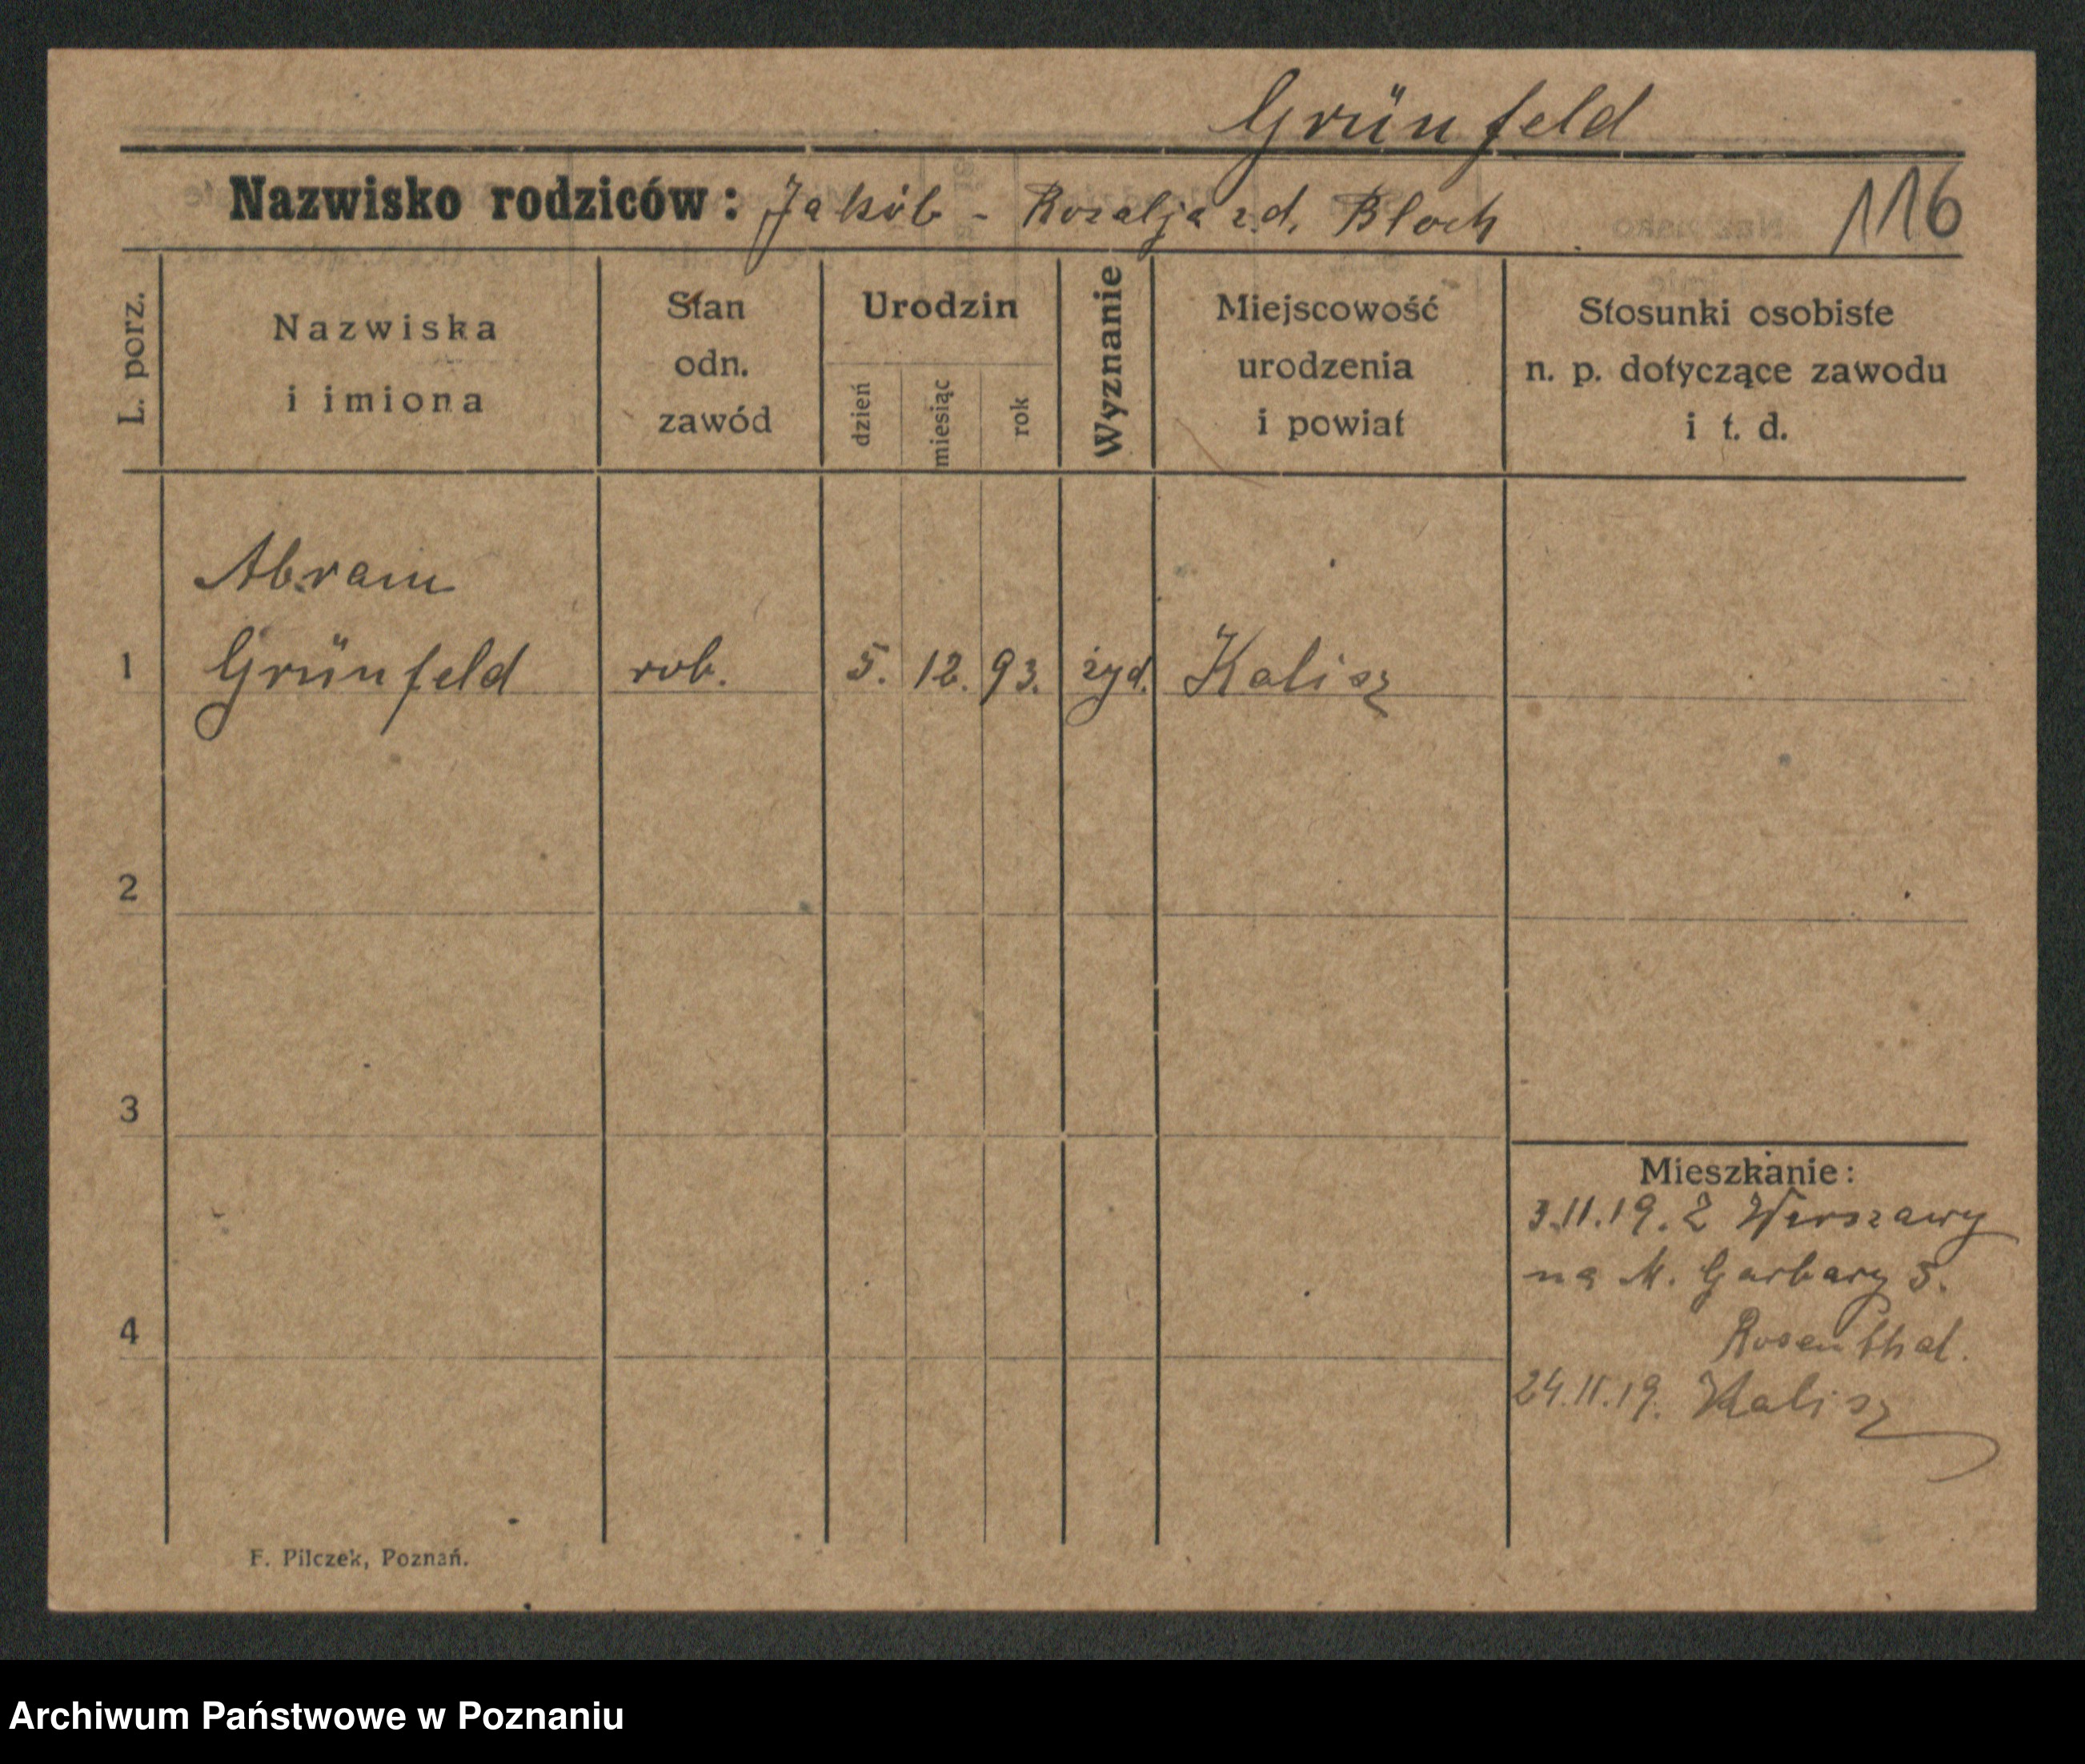 Grünfeld
Nazwisko rodziców: Jakób - Rozalja z d. Bloch
116
L. porz.
Nazwiska
i imiona
Stan
odn.
zawód
Urodzin
dzień
miesiąc
rok
Wyznanie
Miejscowość
urodzenia
i powiat
Stosunki osobiste
n. p. dotyczące zawodu
i t. d.
Abram
1 Grünfeld rob. 5. 12. 93. żyd. Kalisz
2
3
4
Mieszkanie:
3.11.19. Z Warszawy
na M. Garbary 5.
Rosenthal.
24.11.19. Kalisz
F. Pilczek, Poznań.
Archiwum Państwowe w Poznaniu